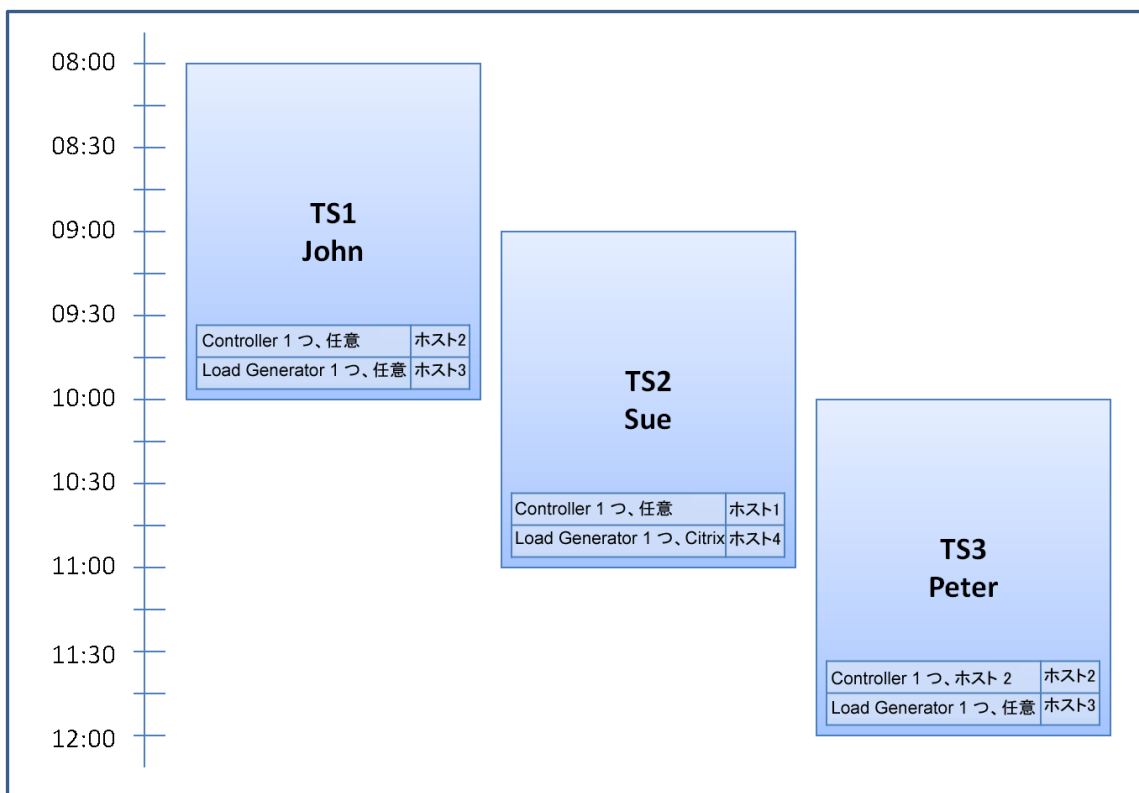 08:00
08:30
09:00
09:30
10:00
10:30
11:00
11:30
12:00
TS1
John
Controller 1 つ、任意 ホスト2
Load Generator 1 つ、任意 ホスト3
TS2
Sue
Controller 1 つ、任意 ホスト1
Load Generator 1 つ、Citrix ホスト4
TS3
Peter
Controller 1 つ、ホスト 2 ホスト2
Load Generator 1 つ、任意 ホスト3